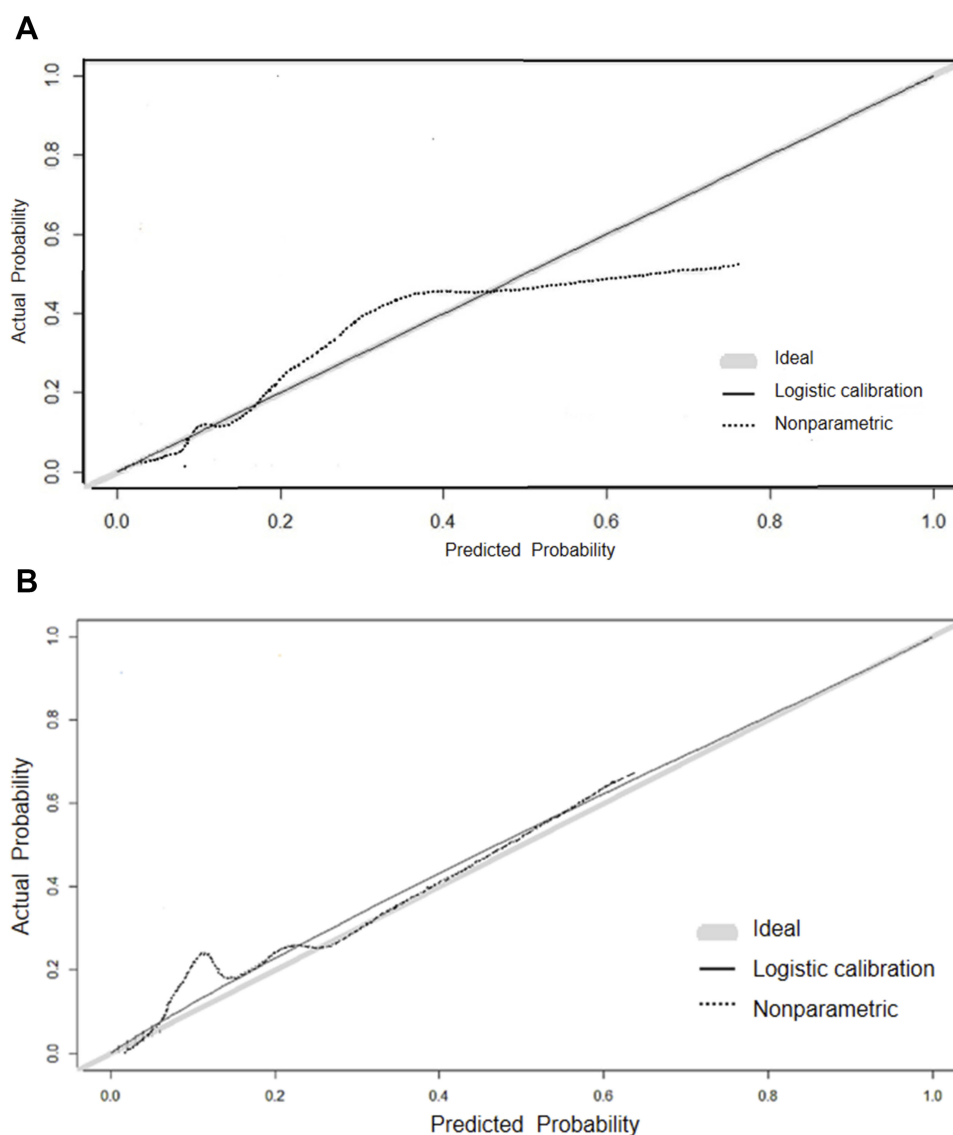 A
1.0
0.8
0.6
0.4
0.2
0.0
Actual Probability
Ideal
Logistic calibration
Nonparametric
0.0 0.2 0.4 0.6 0.8 1.0
Predicted Probability
B
1.0
0.8
0.6
0.4
0.2
0.0
Actual Probability
Ideal
Logistic calibration
Nonparametric
0.0 0.2 0.4 0.6 0.8 1.0
Predicted Probability